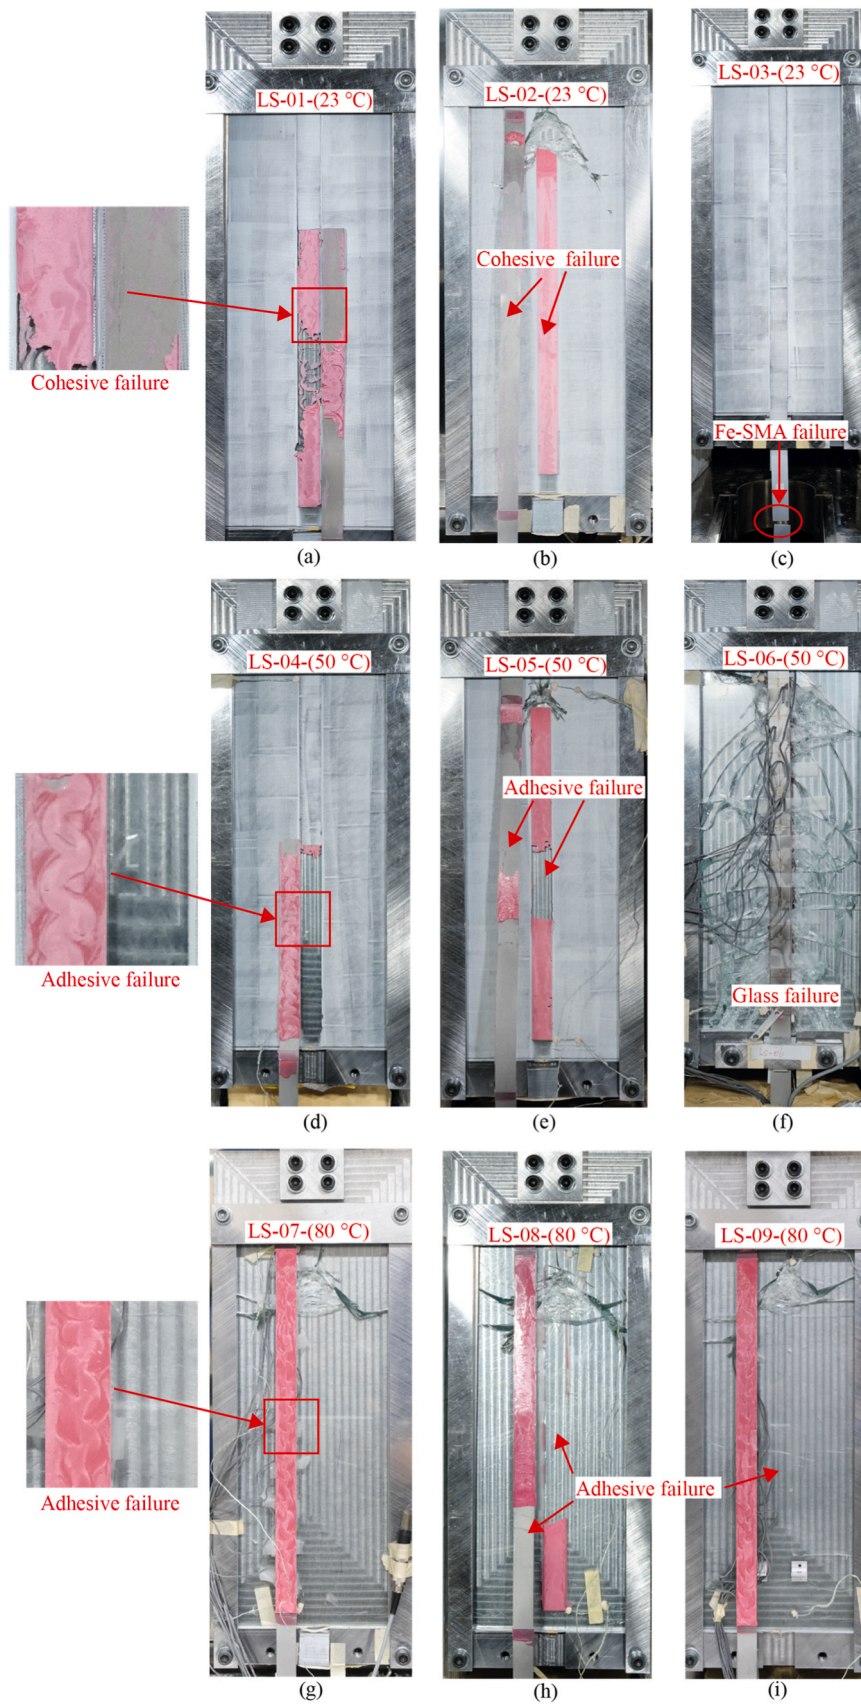 LS-01-(23 °C)
LS-02-(23 °C)
LS-03-(23 °C)
Cohesive failure
Cohesive failure
Fe-SMA failure
(a)
(b)
(c)
LS-04-(50 °C)
LS-05-(50 °C)
LS-06-(50 °C)
Adhesive failure
Adhesive failure
Glass failure
(d)
(e)
(f)
LS-07-(80 °C)
LS-08-(80 °C)
LS-09-(80 °C)
Adhesive failure
Adhesive failure
(g)
(h)
(i)